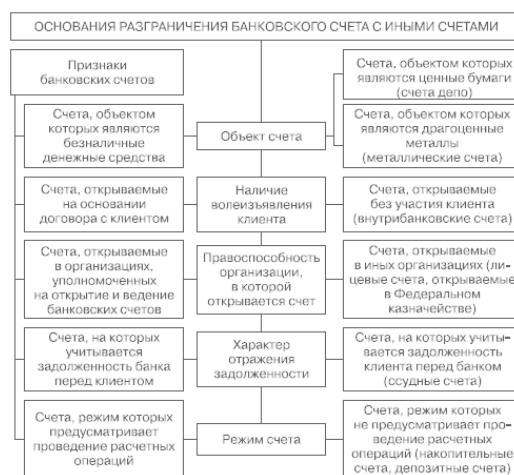 ОСНОВАНИЯ РАЗГРАНИЧЕНИЯ БАНКОВСКОГО СЧЕТА С ИНЫМИ СЧЕТАМИ
Признаки
банковских счетов
Счета, объектом которых
являются ценные бумаги
(счета депо)
Счета, объектом
которых являются
безналичные
денежные средства
Объект счета
Счета, объектом которых
являются драгоценные
металлы
(металлические счета)
Счета, открываемые
на основании
договора с клиентом
Наличие
волеизъявления
клиента
Счета, открываемые
без участия клиента
(внутрибанковские счета)
Счета, открываемые
в организациях,
уполномоченных
на открытие и ведение
банковских счетов
Правоспособность
организации,
в которой
открывается счет
Счета, открываемые
в иных организациях (ли-
цевые счета, открываемые
в Федеральном
казначействе)
Счета, на которых
учитывается
задолженность банка
перед клиентом
Характер
отражения
задолженности
Счета, на которых учиты-
вается задолженность
клиента перед банком
(ссудные счета)
Счета, режим которых
предусматривает
проведение расчетных
операций
Режим счета
Счета, режим которых
не предусматривает про-
ведение расчетных
операций (накопительные
счета, депозитные счета)